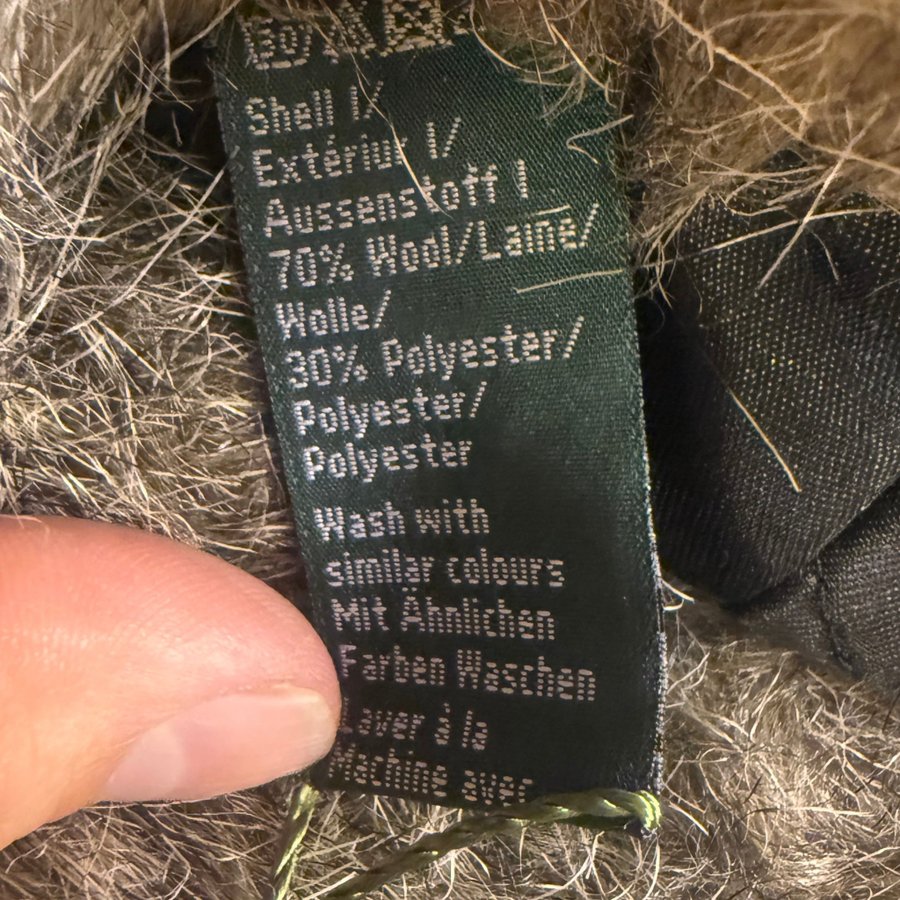 Shell 1/
Extériur 1/
Aussenstoff 1
70% Wool/Laine/
Wolle/
30% Polyester/
Polyester/
Polyester
Wash with
similar colours
Mit Ähnlichen
Farben Waschen
Laver à la
Machine avec